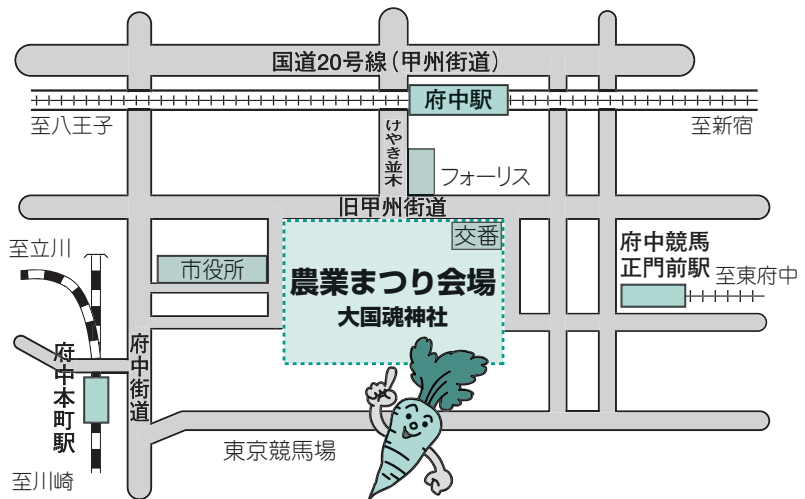 国道20号線（甲州街道）
府中駅
至八王子
至新宿
けやき並木
フォーリス
旧甲州街道
交番
至立川
市役所
農業まつり会場
大国魂神社
府中競馬
正門前駅
至東府中
府中街道
府中本町駅
東京競馬場
至川崎